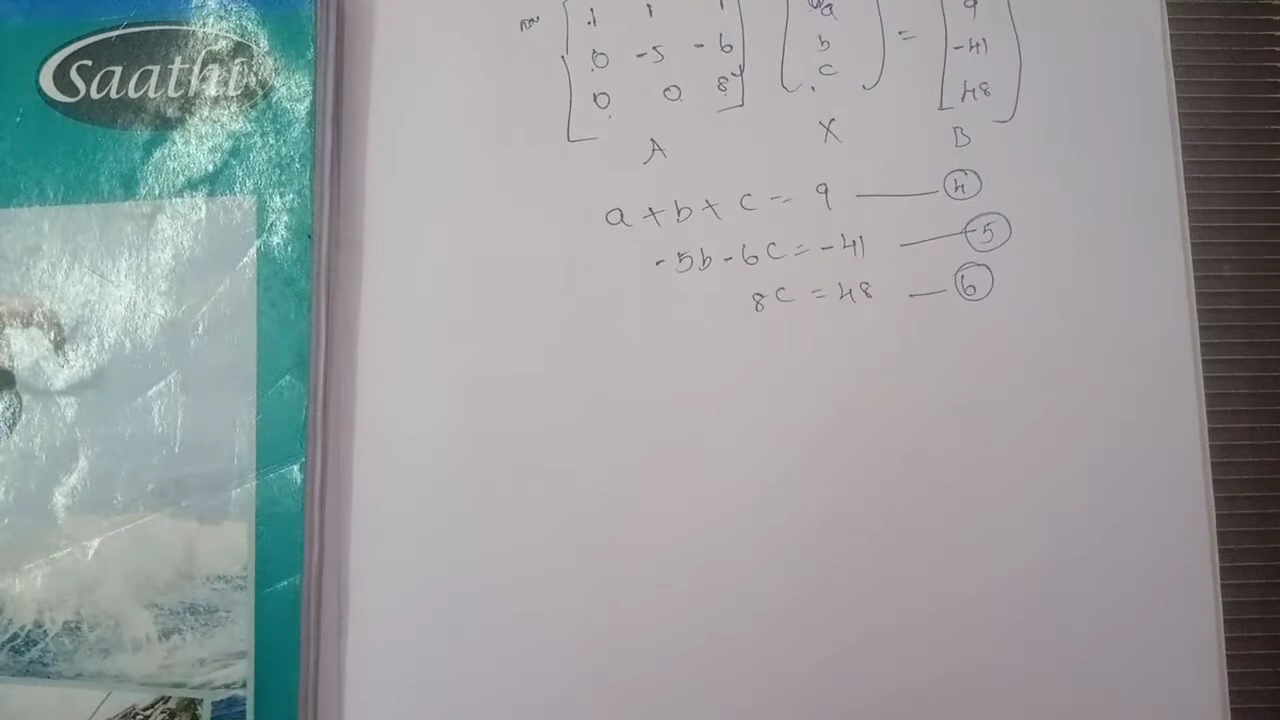 Saathi
1 1 1 a 9
0 -5 -6 b = -41
0 0 8 c 48
A X B
a + b + c = 9 —— 4
-5b - 6c = -41 —— 5
8c = 48 —— 6